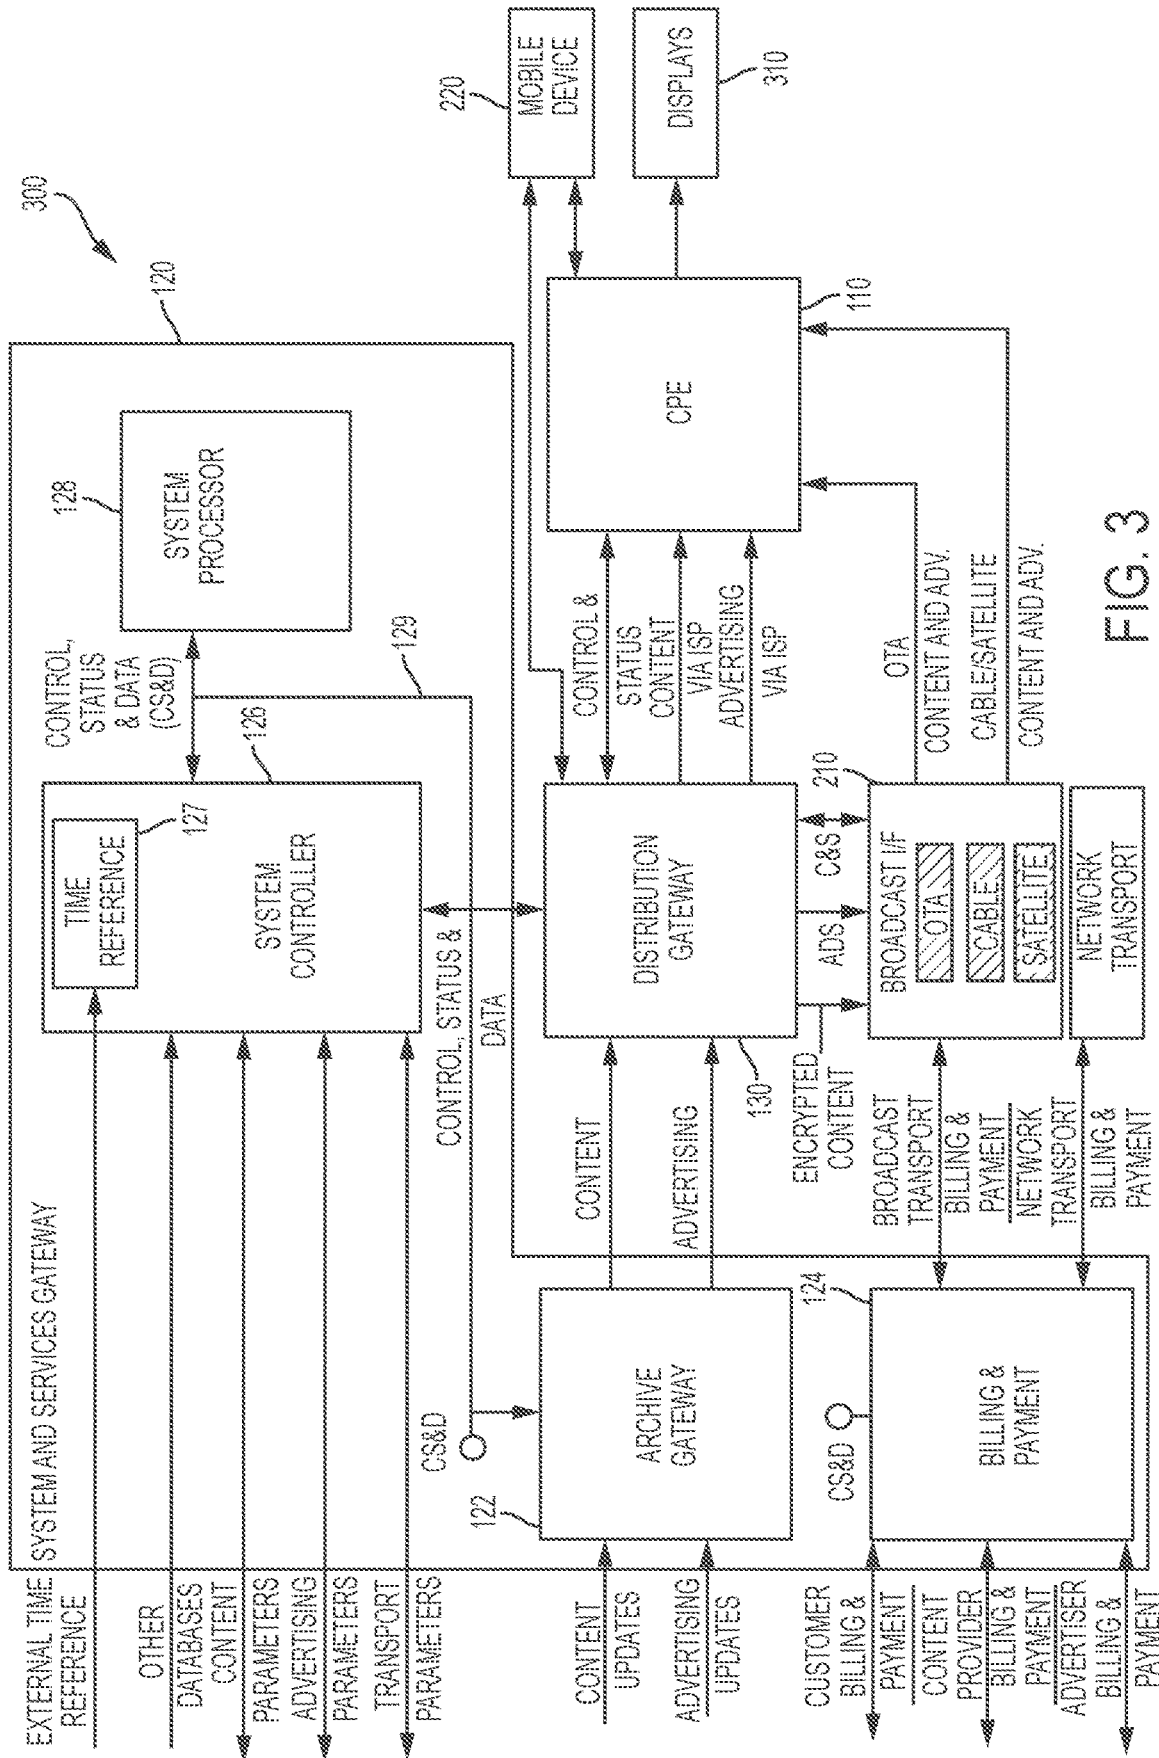 300
120
SYSTEM AND SERVICES GATEWAY
EXTERNAL TIME
REFERENCE
OTHER
DATABASES
CONTENT
PARAMETERS
ADVERTISING
PARAMETERS
TRANSPORT
PARAMETERS
TIME
REFERENCE
127
SYSTEM
CONTROLLER
126
CONTROL,
STATUS
& DATA
(CS&D)
128
SYSTEM
PROCESSOR
129
CONTROL, STATUS &
DATA
CS&D
122
ARCHIVE
GATEWAY
CONTENT
UPDATES
ADVERTISING
UPDATES
CONTENT
ADVERTISING
DISTRIBUTION
GATEWAY
130
CONTROL &
STATUS
CONTENT
VIA ISP
ADVERTISING
VIA ISP
CPE
110
220
MOBILE
DEVICE
DISPLAYS
310
ENCRYPTED
CONTENT
ADS
C&S
210
BROADCAST I/F
OTA
CABLE
SATELLITE
NETWORK
TRANSPORT
OTA
CONTENT AND ADV.
CABLE/SATELLITE
CONTENT AND ADV.
124
CS&D
BILLING &
PAYMENT
BROADCAST
TRANSPORT
BILLING &
PAYMENT
NETWORK
TRANSPORT
BILLING &
PAYMENT
CUSTOMER
BILLING &
PAYMENT
CONTENT
PROVIDER
BILLING &
PAYMENT
ADVERTISER
BILLING &
PAYMENT
FIG. 3